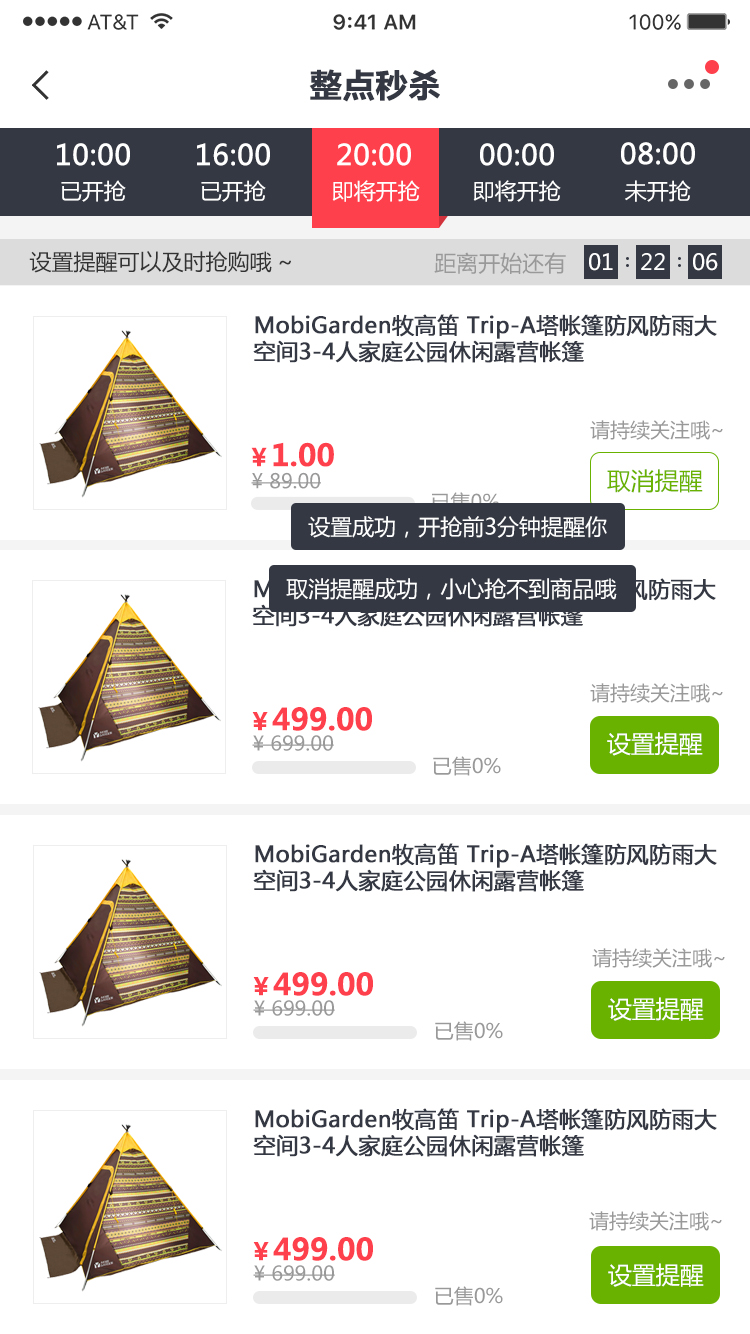 AT&T 9:41 AM 100%
整点秒杀
10:00 16:00 20:00 00:00 08:00
已开抢 已开抢 即将开抢 即将开抢 未开抢
设置提醒可以及时抢购哦 ~ 距离开始还有 01 : 22 : 06
MobiGarden牧高笛 Trip-A塔帐篷防风防雨大
空间3-4人家庭公园休闲露营帐篷
请持续关注哦~
¥ 1.00
¥ 89.00
取消提醒
已售0%
设置成功，开抢前3分钟提醒你
取消提醒成功，小心抢不到商品哦
M
风防雨大
空间3-4人家庭公园休闲露营帐篷
请持续关注哦~
¥ 499.00
¥ 699.00
设置提醒
已售0%
MobiGarden牧高笛 Trip-A塔帐篷防风防雨大
空间3-4人家庭公园休闲露营帐篷
请持续关注哦~
¥ 499.00
¥ 699.00
设置提醒
已售0%
MobiGarden牧高笛 Trip-A塔帐篷防风防雨大
空间3-4人家庭公园休闲露营帐篷
请持续关注哦~
¥ 499.00
¥ 699.00
设置提醒
已售0%